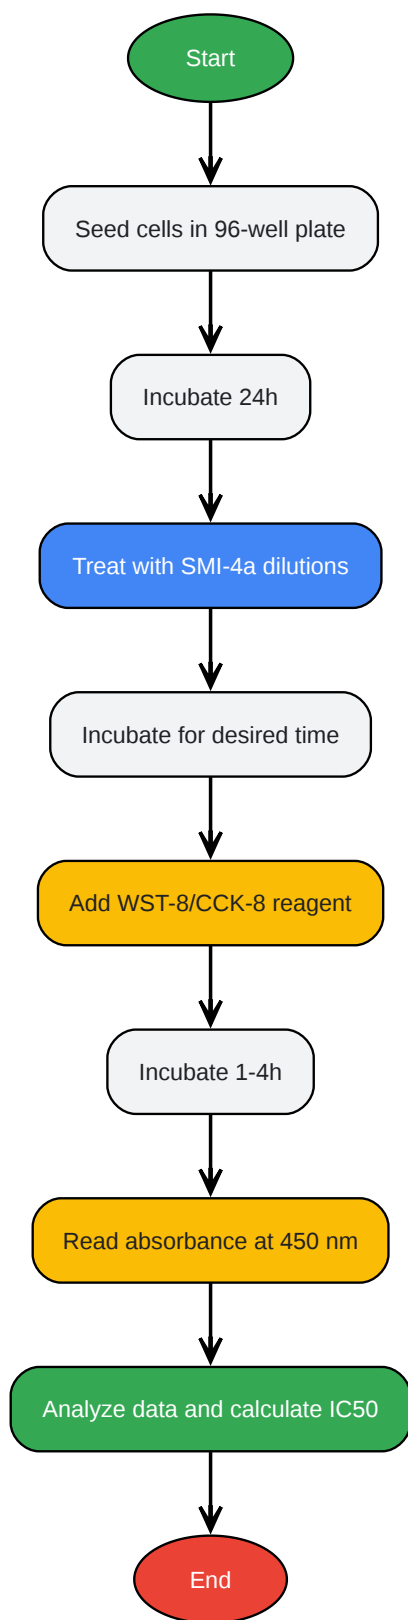 Start
Seed cells in 96-well plate
Incubate 24h
Treat with SMI-4a dilutions
Incubate for desired time
Add WST-8/CCK-8 reagent
Incubate 1-4h
Read absorbance at 450 nm
Analyze data and calculate IC50
End